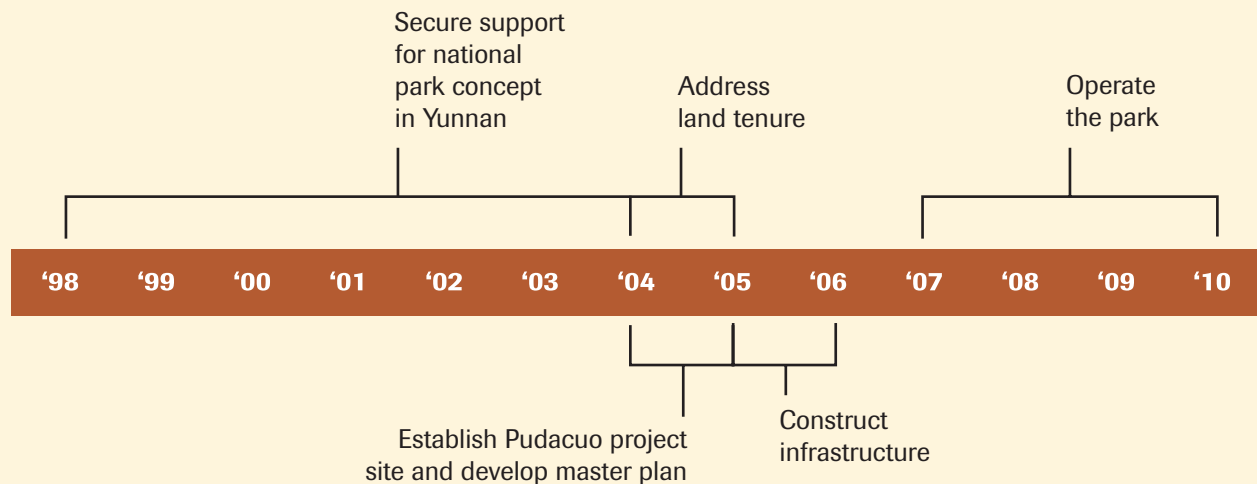 Secure support
for national
park concept
in Yunnan
Address
land tenure
Operate
the park
‘98 ‘99 ‘00 ‘01 ‘02 ‘03 ‘04 ‘05 ‘06 ‘07 ‘08 ‘09 ‘10
Establish Pudacuo project
site and develop master plan
Construct
infrastructure